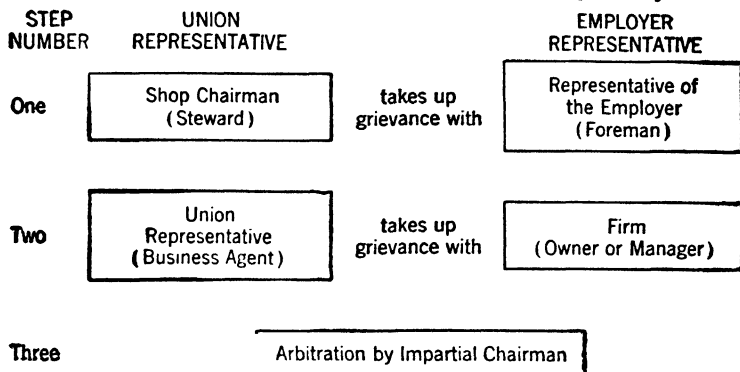 STEP NUMBER
UNION REPRESENTATIVE
EMPLOYER REPRESENTATIVE
One
Shop Chairman
(Steward)
takes up
grievance with
Representative of
the Employer
(Foreman)
Two
Union
Representative
(Business Agent)
takes up
grievance with
Firm
(Owner or Manager)
Three
Arbitration by Impartial Chairman